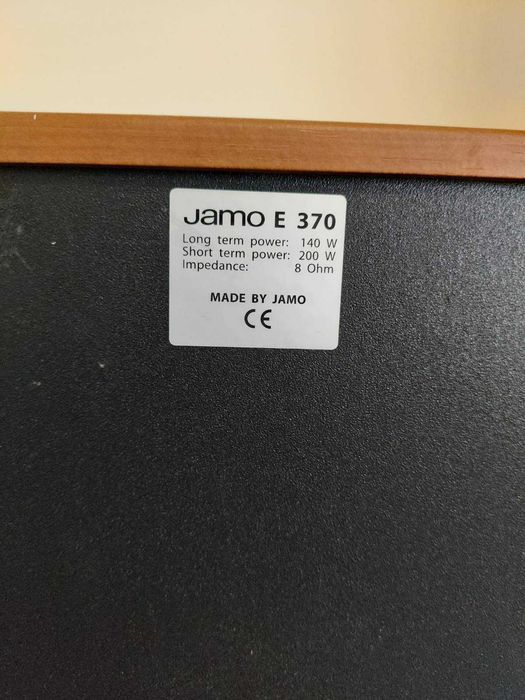 Jamo E 370
Long term power: 140 W
Short term power: 200 W
Impedance: 8 Ohm
MADE BY JAMO
CE